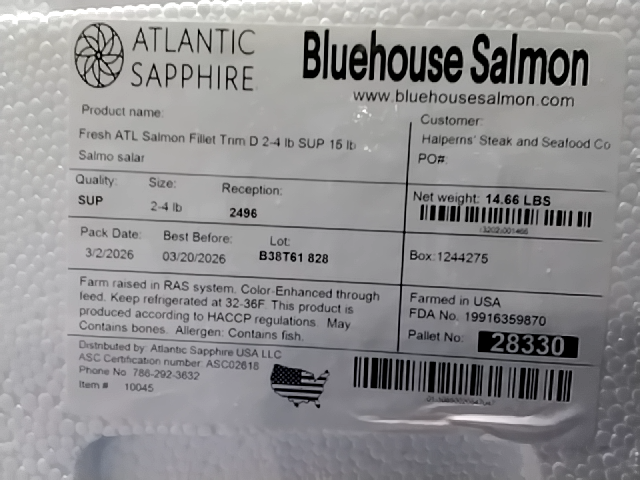 ATLANTIC
SAPPHIRE
Bluehouse Salmon
www.bluehousesalmon.com
Product name:
Fresh ATL Salmon Fillet Trim D 2-4 lb SUP 15 lb
Salmo salar
Customer:
Halperns' Steak and Seafood Co
PO#:
Quality: Size: Reception:
SUP 2-4 lb 2496
Net weight: 14.66 LBS
Pack Date: Best Before: Lot:
3/2/2026 03/20/2026 B38T61 828
Box:1244275
Farm raised in RAS system. Color-Enhanced through
feed. Keep refrigerated at 32-36F. This product is
produced according to HACCP regulations. May
Contains bones. Allergen: Contains fish.
Farmed in USA
FDA No. 19916359870
Pallet No: 28330
Distributed by: Atlantic Sapphire USA LLC
ASC Certification number: ASC02618
Phone No. 786-292-3632
Item # 10045